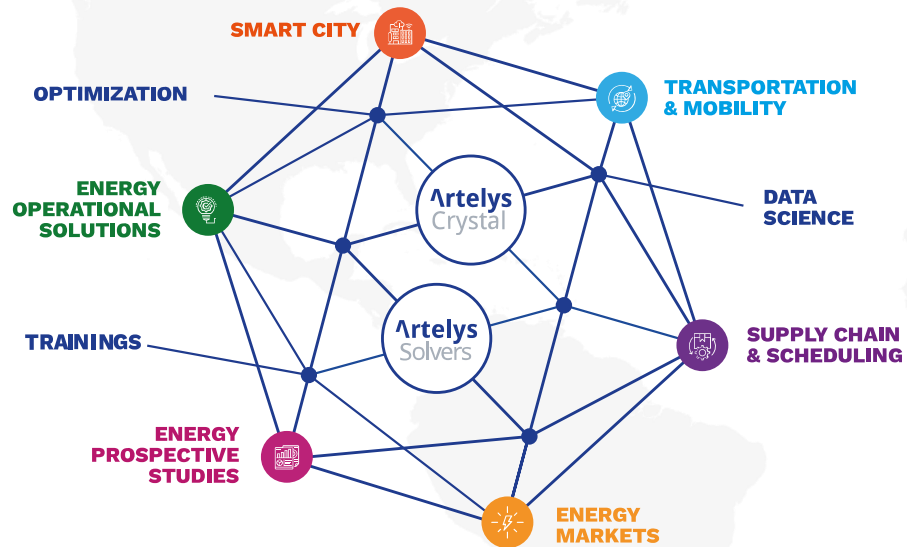 SMART CITY
OPTIMIZATION
TRANSPORTATION
& MOBILITY
ENERGY
OPERATIONAL
SOLUTIONS
Artelys
Crystal
DATA
SCIENCE
Artelys
Solvers
TRAININGS
SUPPLY CHAIN
& SCHEDULING
ENERGY
PROSPECTIVE
STUDIES
ENERGY
MARKETS